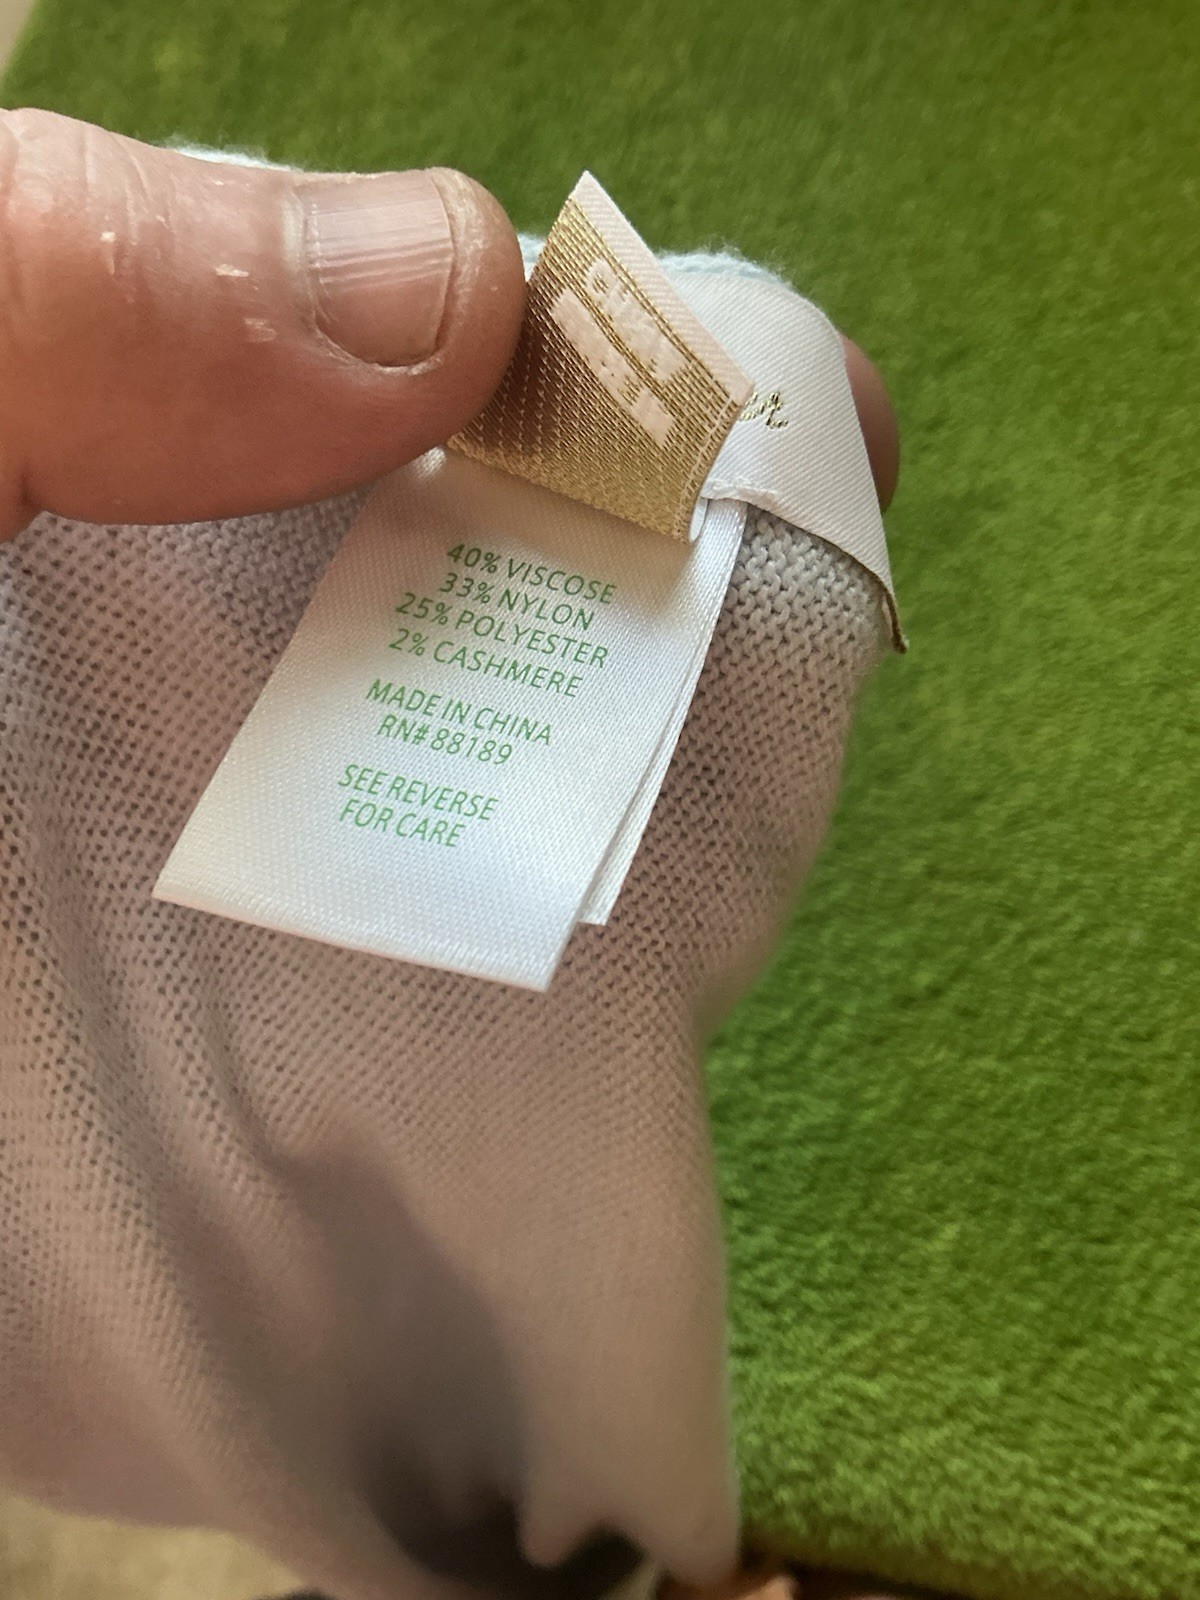 40% VISCOSE
33% NYLON
25% POLYESTER
2% CASHMERE
MADE IN CHINA
RN# 88189
SEE REVERSE
FOR CARE